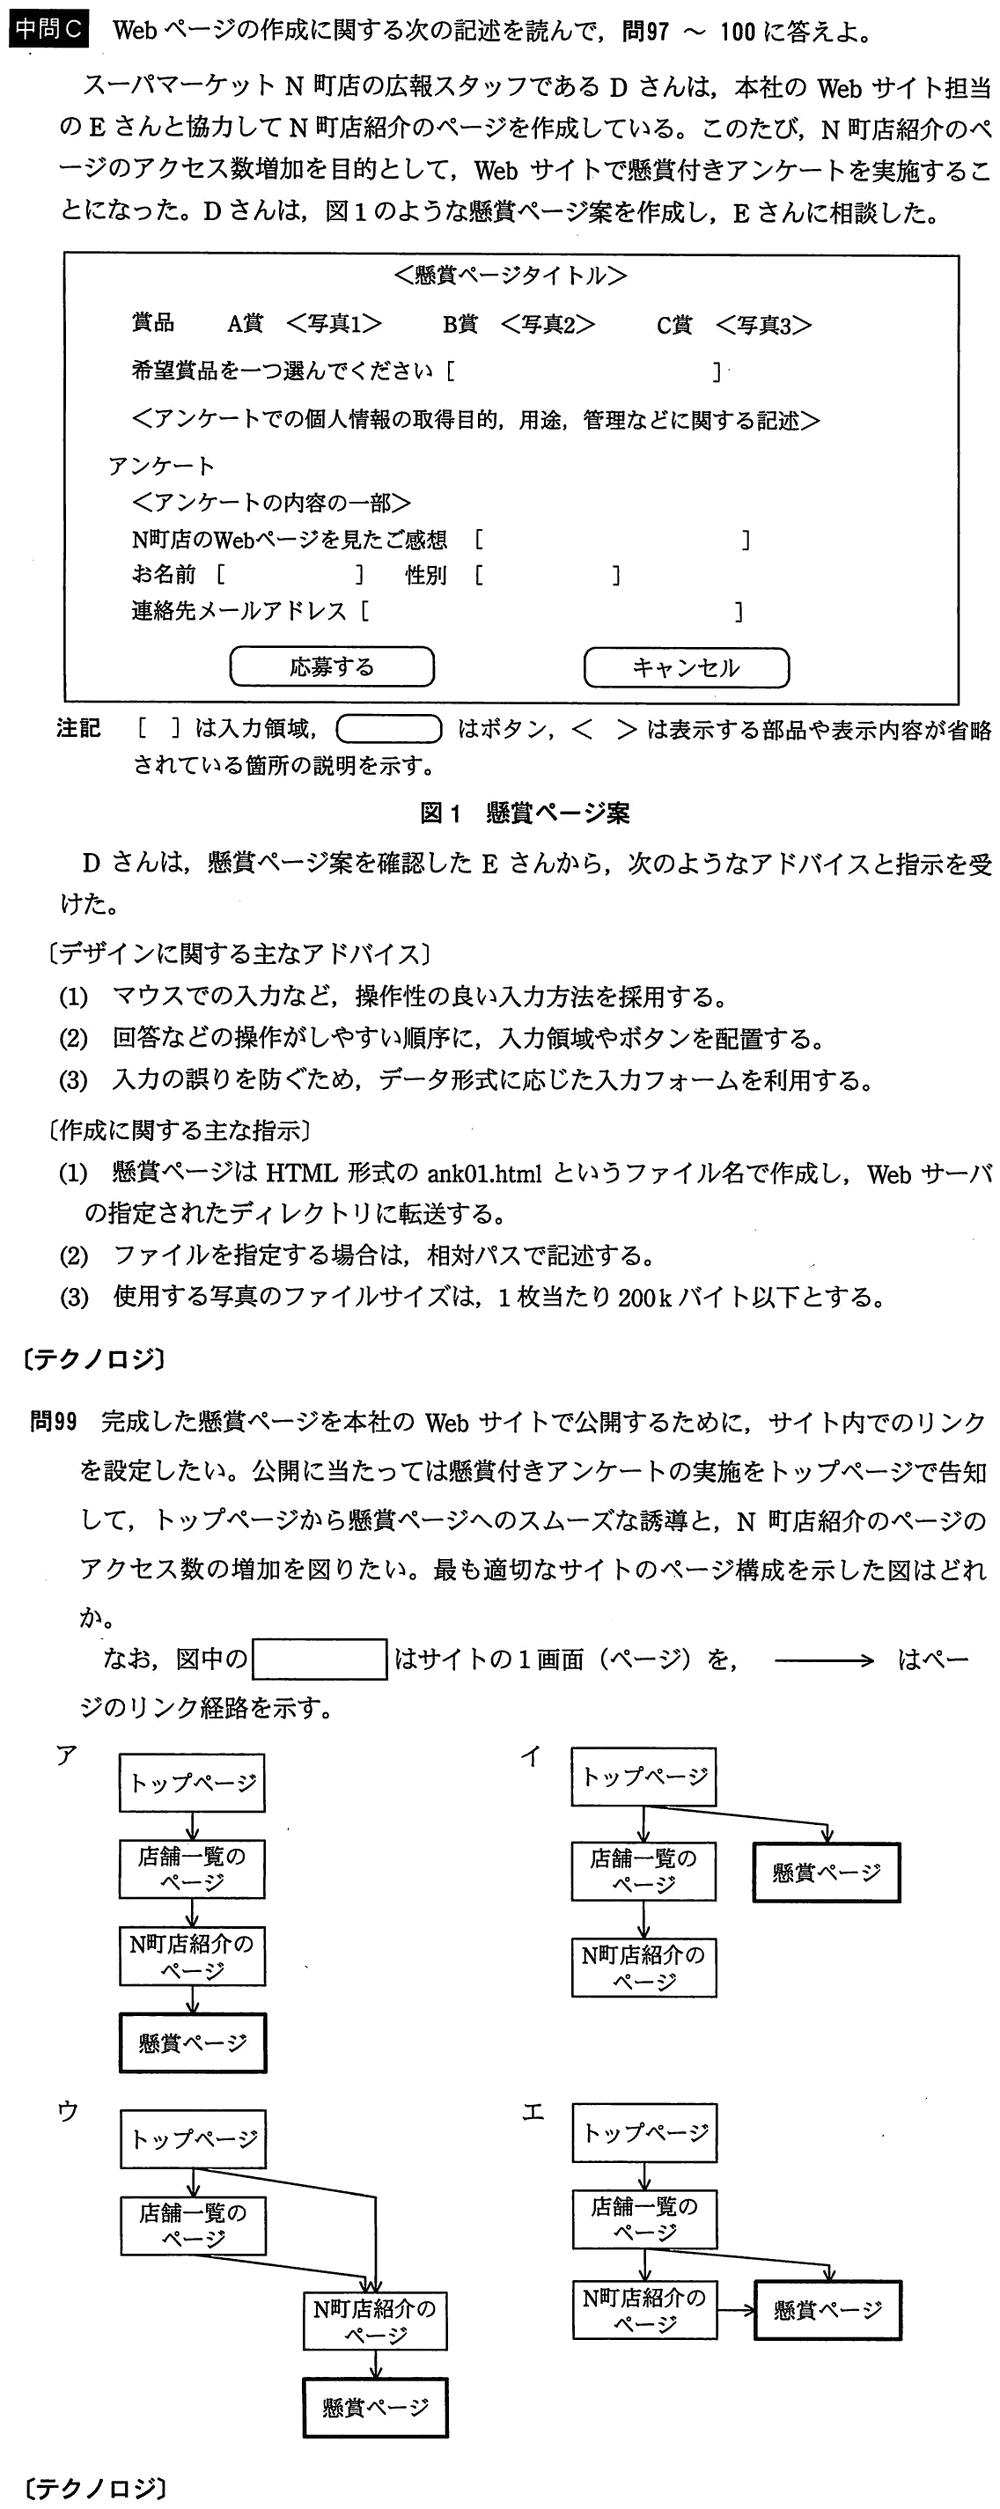 中問C Webページの作成に関する次の記述を読んで，問97 ～ 100に答えよ。
スーパマーケット N 町店の広報スタッフである D さんは，本社の Web サイト担当
の E さんと協力して N 町店紹介のページを作成している。このたび，N 町店紹介のペ
ージのアクセス数増加を目的として，Web サイトで懸賞付きアンケートを実施するこ
とになった。D さんは，図1のような懸賞ページ案を作成し，E さんに相談した。
＜懸賞ページタイトル＞
賞品 A賞 ＜写真1＞ B賞 ＜写真2＞ C賞 ＜写真3＞
希望賞品を一つ選んでください［ ］
＜アンケートでの個人情報の取得目的，用途，管理などに関する記述＞
アンケート
＜アンケートの内容の一部＞
N町店のWebページを見たご感想 ［ ］
お名前 ［ ］ 性別 ［ ］
連絡先メールアドレス［ ］
応募する キャンセル
注記 ［ ］は入力領域， はボタン，＜ ＞は表示する部品や表示内容が省略
されている箇所の説明を示す。
図1 懸賞ページ案
D さんは，懸賞ページ案を確認した E さんから，次のようなアドバイスと指示を受
けた。
〔デザインに関する主なアドバイス〕
(1) マウスでの入力など，操作性の良い入力方法を採用する。
(2) 回答などの操作がしやすい順序に，入力領域やボタンを配置する。
(3) 入力の誤りを防ぐため，データ形式に応じた入力フォームを利用する。
〔作成に関する主な指示〕
(1) 懸賞ページは HTML 形式の ank01.html というファイル名で作成し，Web サーバ
の指定されたディレクトリに転送する。
(2) ファイルを指定する場合は，相対パスで記述する。
(3) 使用する写真のファイルサイズは，1枚当たり200kバイト以下とする。
〔テクノロジ〕
問99 完成した懸賞ページを本社の Web サイトで公開するために，サイト内でのリンク
を設定したい。公開に当たっては懸賞付きアンケートの実施をトップページで告知
して，トップページから懸賞ページへのスムーズな誘導と，N 町店紹介のページの
アクセス数の増加を図りたい。最も適切なサイトのページ構成を示した図はどれ
か。
なお，図中の はサイトの1画面（ページ）を， ⟶ はペー
ジのリンク経路を示す。
ア
トップページ
店舗一覧の
ページ
N町店紹介の
ページ
懸賞ページ
イ
トップページ
店舗一覧の
ページ
懸賞ページ
N町店紹介の
ページ
ウ
トップページ
店舗一覧の
ページ
N町店紹介の
ページ
懸賞ページ
エ
トップページ
店舗一覧の
ページ
N町店紹介の
ページ
懸賞ページ
〔テクノロジ〕